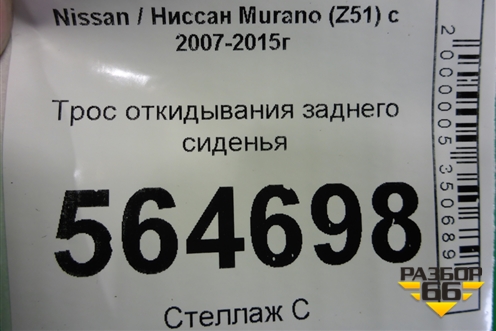 Nissan / Ниссан Murano (Z51) с
2007-2015г
Трос откидывания заднего
сиденья
564698
Стеллаж С
2000005350689
РАЗБОР
66